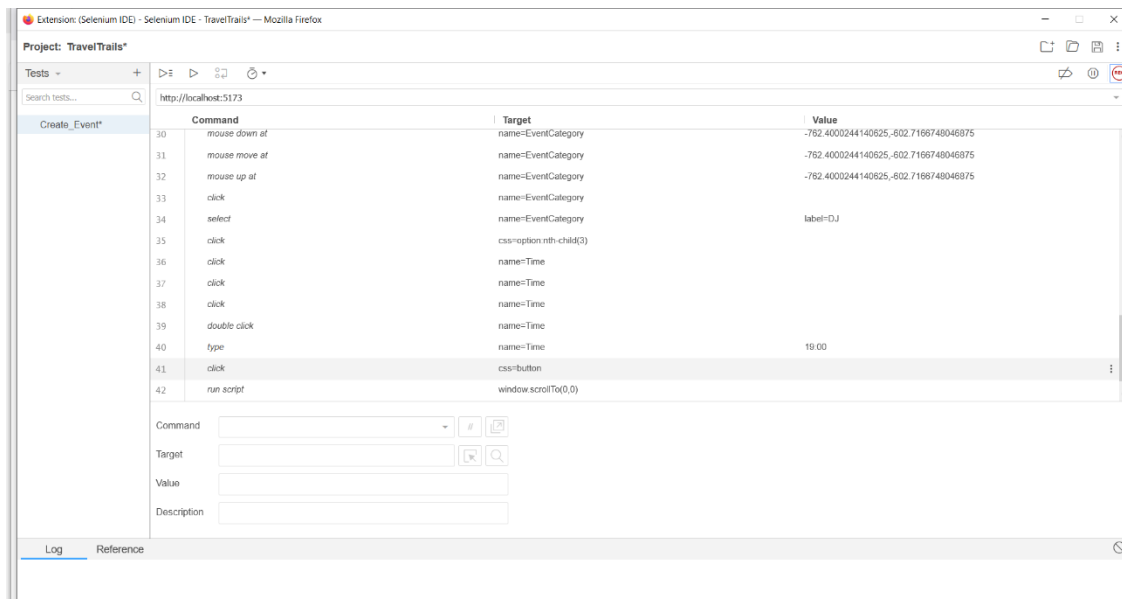 Extension: (Selenium IDE) - Selenium IDE - TravelTrails* — Mozilla Firefox
Project: TravelTrails*
Tests
Search tests...
http://localhost:5173
Create_Event*
Command Target Value
30 mouse down at name=EventCategory -762.4000244140625,-602.7166748046875
31 mouse move at name=EventCategory -762.4000244140625,-602.7166748046875
32 mouse up at name=EventCategory -762.4000244140625,-602.7166748046875
33 click name=EventCategory
34 select name=EventCategory label=DJ
35 click css=option:nth-child(3)
36 click name=Time
37 click name=Time
38 click name=Time
39 double click name=Time
40 type name=Time 19:00
41 click css=button
42 run script window.scrollTo(0,0)
Command //
Target
Value
Description
Log Reference